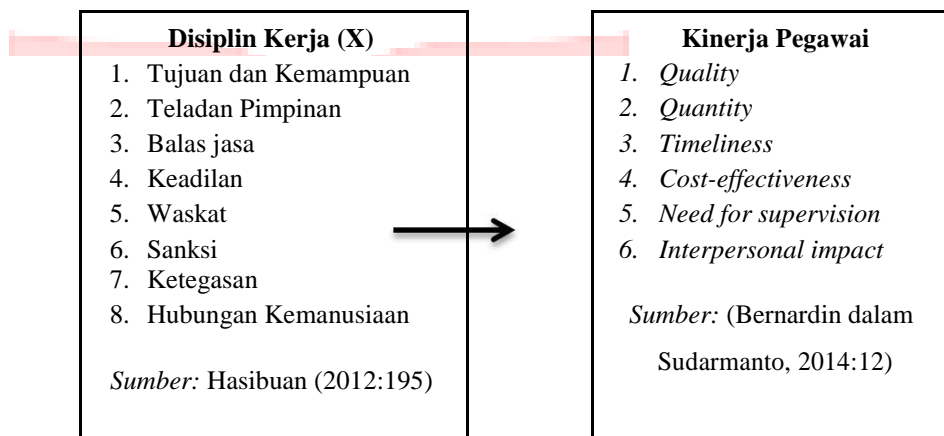 Disiplin Kerja (X)
1. Tujuan dan Kemampuan
2. Teladan Pimpinan
3. Balas jasa
4. Keadilan
5. Waskat
6. Sanksi
7. Ketegasan
8. Hubungan Kemanusiaan
Sumber: Hasibuan (2012:195)
Kinerja Pegawai
1. Quality
2. Quantity
3. Timeliness
4. Cost-effectiveness
5. Need for supervision
6. Interpersonal impact
Sumber: (Bernardin dalam
Sudarmanto, 2014:12)